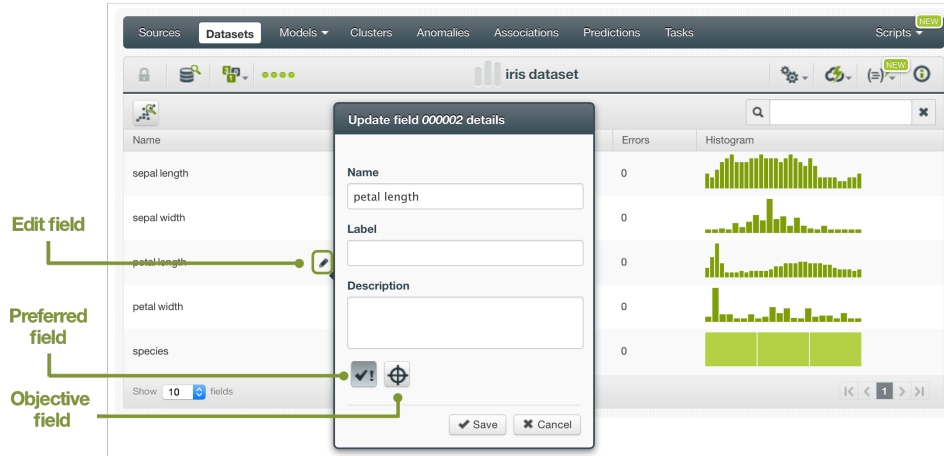 NEW
Sources Datasets Models Clusters Anomalies Associations Predictions Tasks Scripts
NEW
iris dataset
Update field 000002 details
Name Errors Histogram
sepal length 0
Name
petal length
sepal width 0
Label
Edit field
petal length 0
Description
petal width 0
Preferred
field
species 0
Show 10 fields 1
Objective
field
Save Cancel